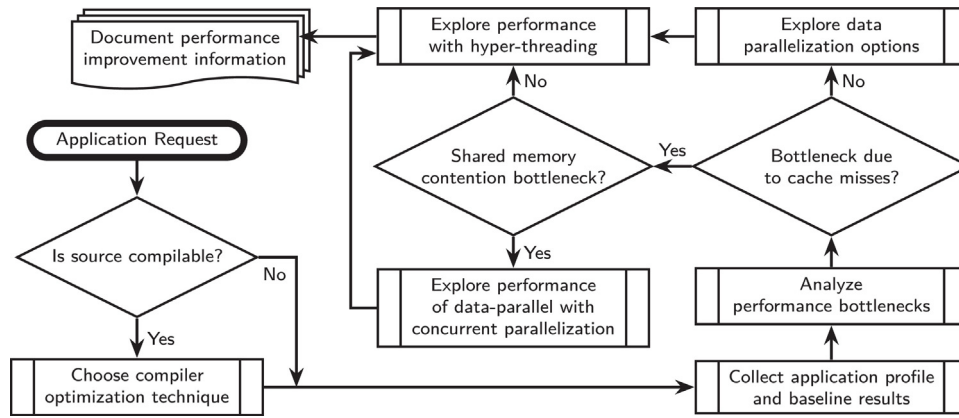 Document performance
improvement information
Explore performance
with hyper-threading
Explore data
parallelization options
No
No
Application Request
Shared memory
contention bottleneck?
Yes
Bottleneck due
to cache misses?
Is source compilable?
No
Yes
Yes
Explore performance
of data-parallel with
concurrent parallelization
Analyze
performance bottlenecks
Choose compiler
optimization technique
Collect application profile
and baseline results